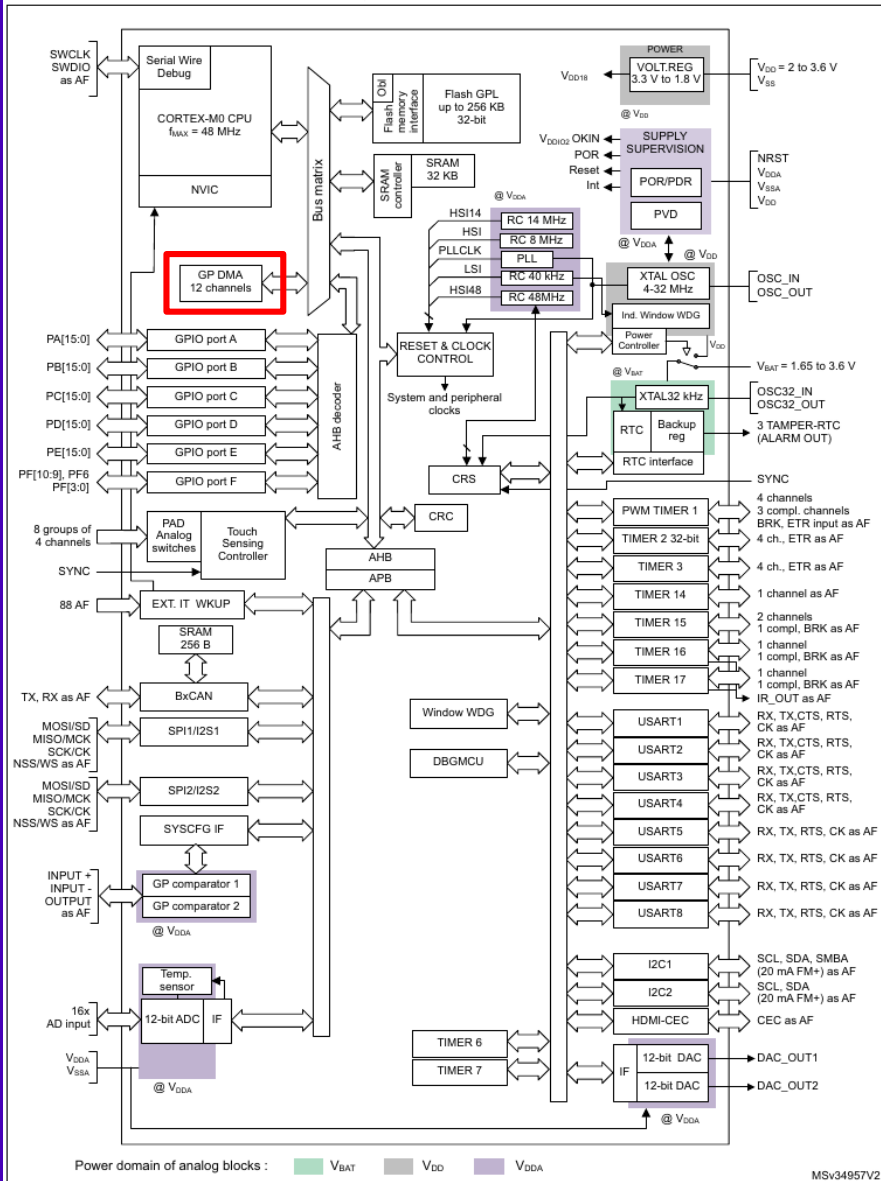 SWCLK
SWDIO
as AF
Serial Wire
Debug
CORTEX-M0 CPU
fMAX = 48 MHz
NVIC
Bus matrix
Obl
Flash
memory
interface
Flash GPL
up to 256 KB
32-bit
SRAM
controller
SRAM
32 KB
POWER
VOLT.REG
3.3 V to 1.8 V
VDD18
VDD = 2 to 3.6 V
VSS
@ VDD
SUPPLY
SUPERVISION
VDDIO2 OKIN
POR
Reset
Int
POR/PDR
PVD
NRST
VDDA
VSSA
VDD
@ VDDA
@ VDD
@ VDDA
HSI14
HSI
PLLCLK
LSI
HSI48
RC 14 MHz
RC 8 MHz
PLL
RC 40 kHz
RC 48MHz
XTAL OSC
4-32 MHz
OSC_IN
OSC_OUT
Ind. Window WDG
Power
Controller
VDD
VBAT = 1.65 to 3.6 V
@ VBAT
XTAL32 kHz
OSC32_IN
OSC32_OUT
RTC
Backup
reg
3 TAMPER-RTC
(ALARM OUT)
RTC interface
GP DMA
12 channels
PA[15:0]
GPIO port A
PB[15:0]
GPIO port B
PC[15:0]
GPIO port C
PD[15:0]
GPIO port D
PE[15:0]
GPIO port E
PF[10:9], PF6
PF[3:0]
GPIO port F
AHB decoder
RESET & CLOCK
CONTROL
System and peripheral
clocks
CRS
SYNC
8 groups of
4 channels
PAD
Analog
switches
Touch
Sensing
Controller
SYNC
CRC
AHB
APB
88 AF
EXT. IT WKUP
SRAM
256 B
TX, RX as AF
BxCAN
MOSI/SD
MISO/MCK
SCK/CK
NSS/WS as AF
SPI1/I2S1
MOSI/SD
MISO/MCK
SCK/CK
NSS/WS as AF
SPI2/I2S2
SYSCFG IF
INPUT +
INPUT -
OUTPUT
as AF
GP comparator 1
GP comparator 2
@ VDDA
Temp.
sensor
16x
AD input
12-bit ADC
IF
VDDA
VSSA
@ VDDA
Window WDG
DBGMCU
TIMER 6
TIMER 7
PWM TIMER 1
4 channels
3 compl. channels
BRK, ETR input as AF
TIMER 2 32-bit
4 ch., ETR as AF
TIMER 3
4 ch., ETR as AF
TIMER 14
1 channel as AF
TIMER 15
2 channels
1 compl, BRK as AF
TIMER 16
1 channel
1 compl, BRK as AF
TIMER 17
1 channel
1 compl, BRK as AF
IR_OUT as AF
USART1
RX, TX,CTS, RTS,
CK as AF
USART2
RX, TX,CTS, RTS,
CK as AF
USART3
RX, TX,CTS, RTS,
CK as AF
USART4
RX, TX,CTS, RTS,
CK as AF
USART5
RX, TX, RTS, CK as AF
USART6
RX, TX, RTS, CK as AF
USART7
RX, TX, RTS, CK as AF
USART8
RX, TX, RTS, CK as AF
I2C1
SCL, SDA, SMBA
(20 mA FM+) as AF
I2C2
SCL, SDA
(20 mA FM+) as AF
HDMI-CEC
CEC as AF
IF
12-bit DAC
DAC_OUT1
12-bit DAC
DAC_OUT2
@ VDDA
Power domain of analog blocks : VBAT VDD VDDA
MSv34957V2